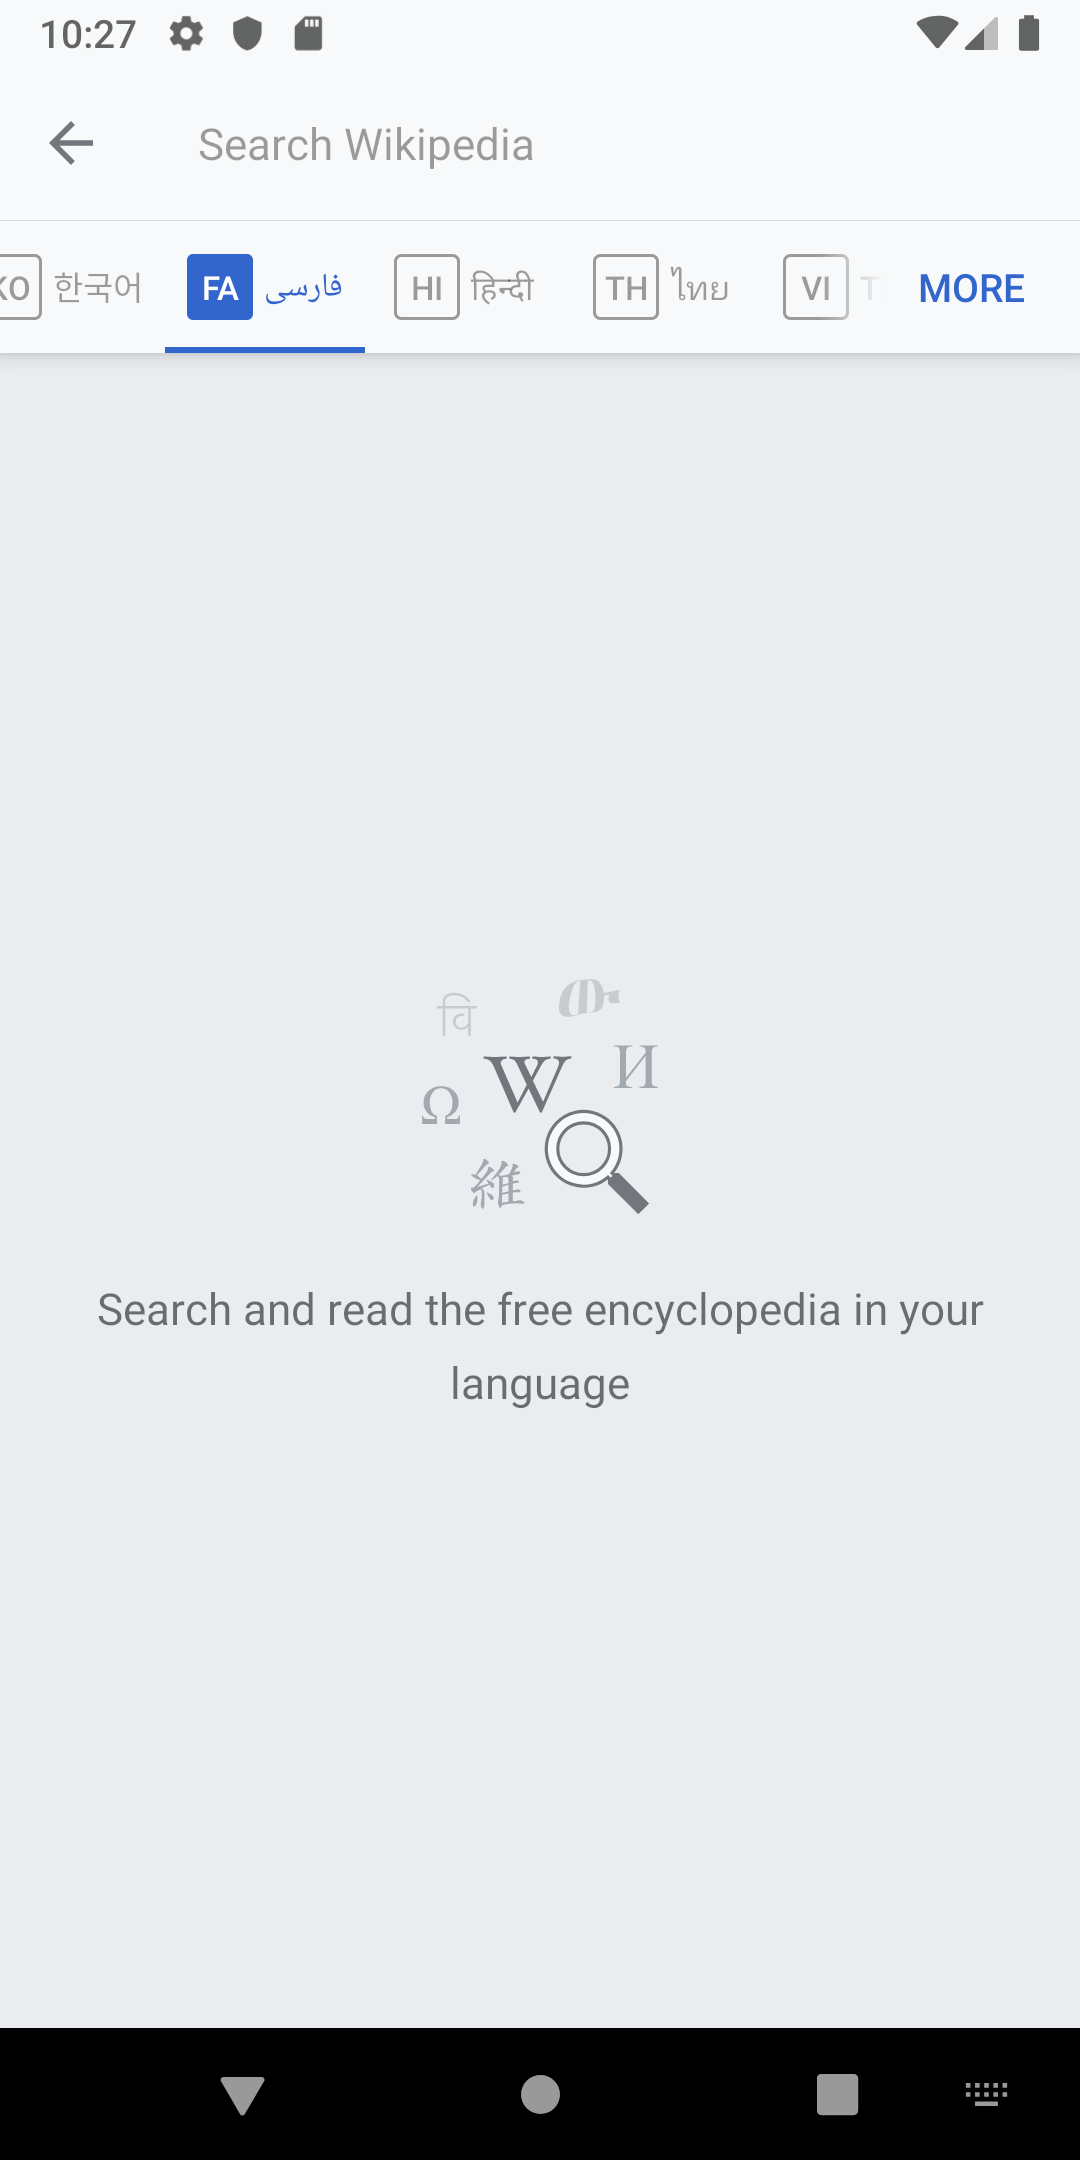 10:27
Search Wikipedia
KO 한국어 FA فارسی HI हिन्दी TH ไทย VI T MORE
वि
W
И
Ω
維
Search and read the free encyclopedia in your
language